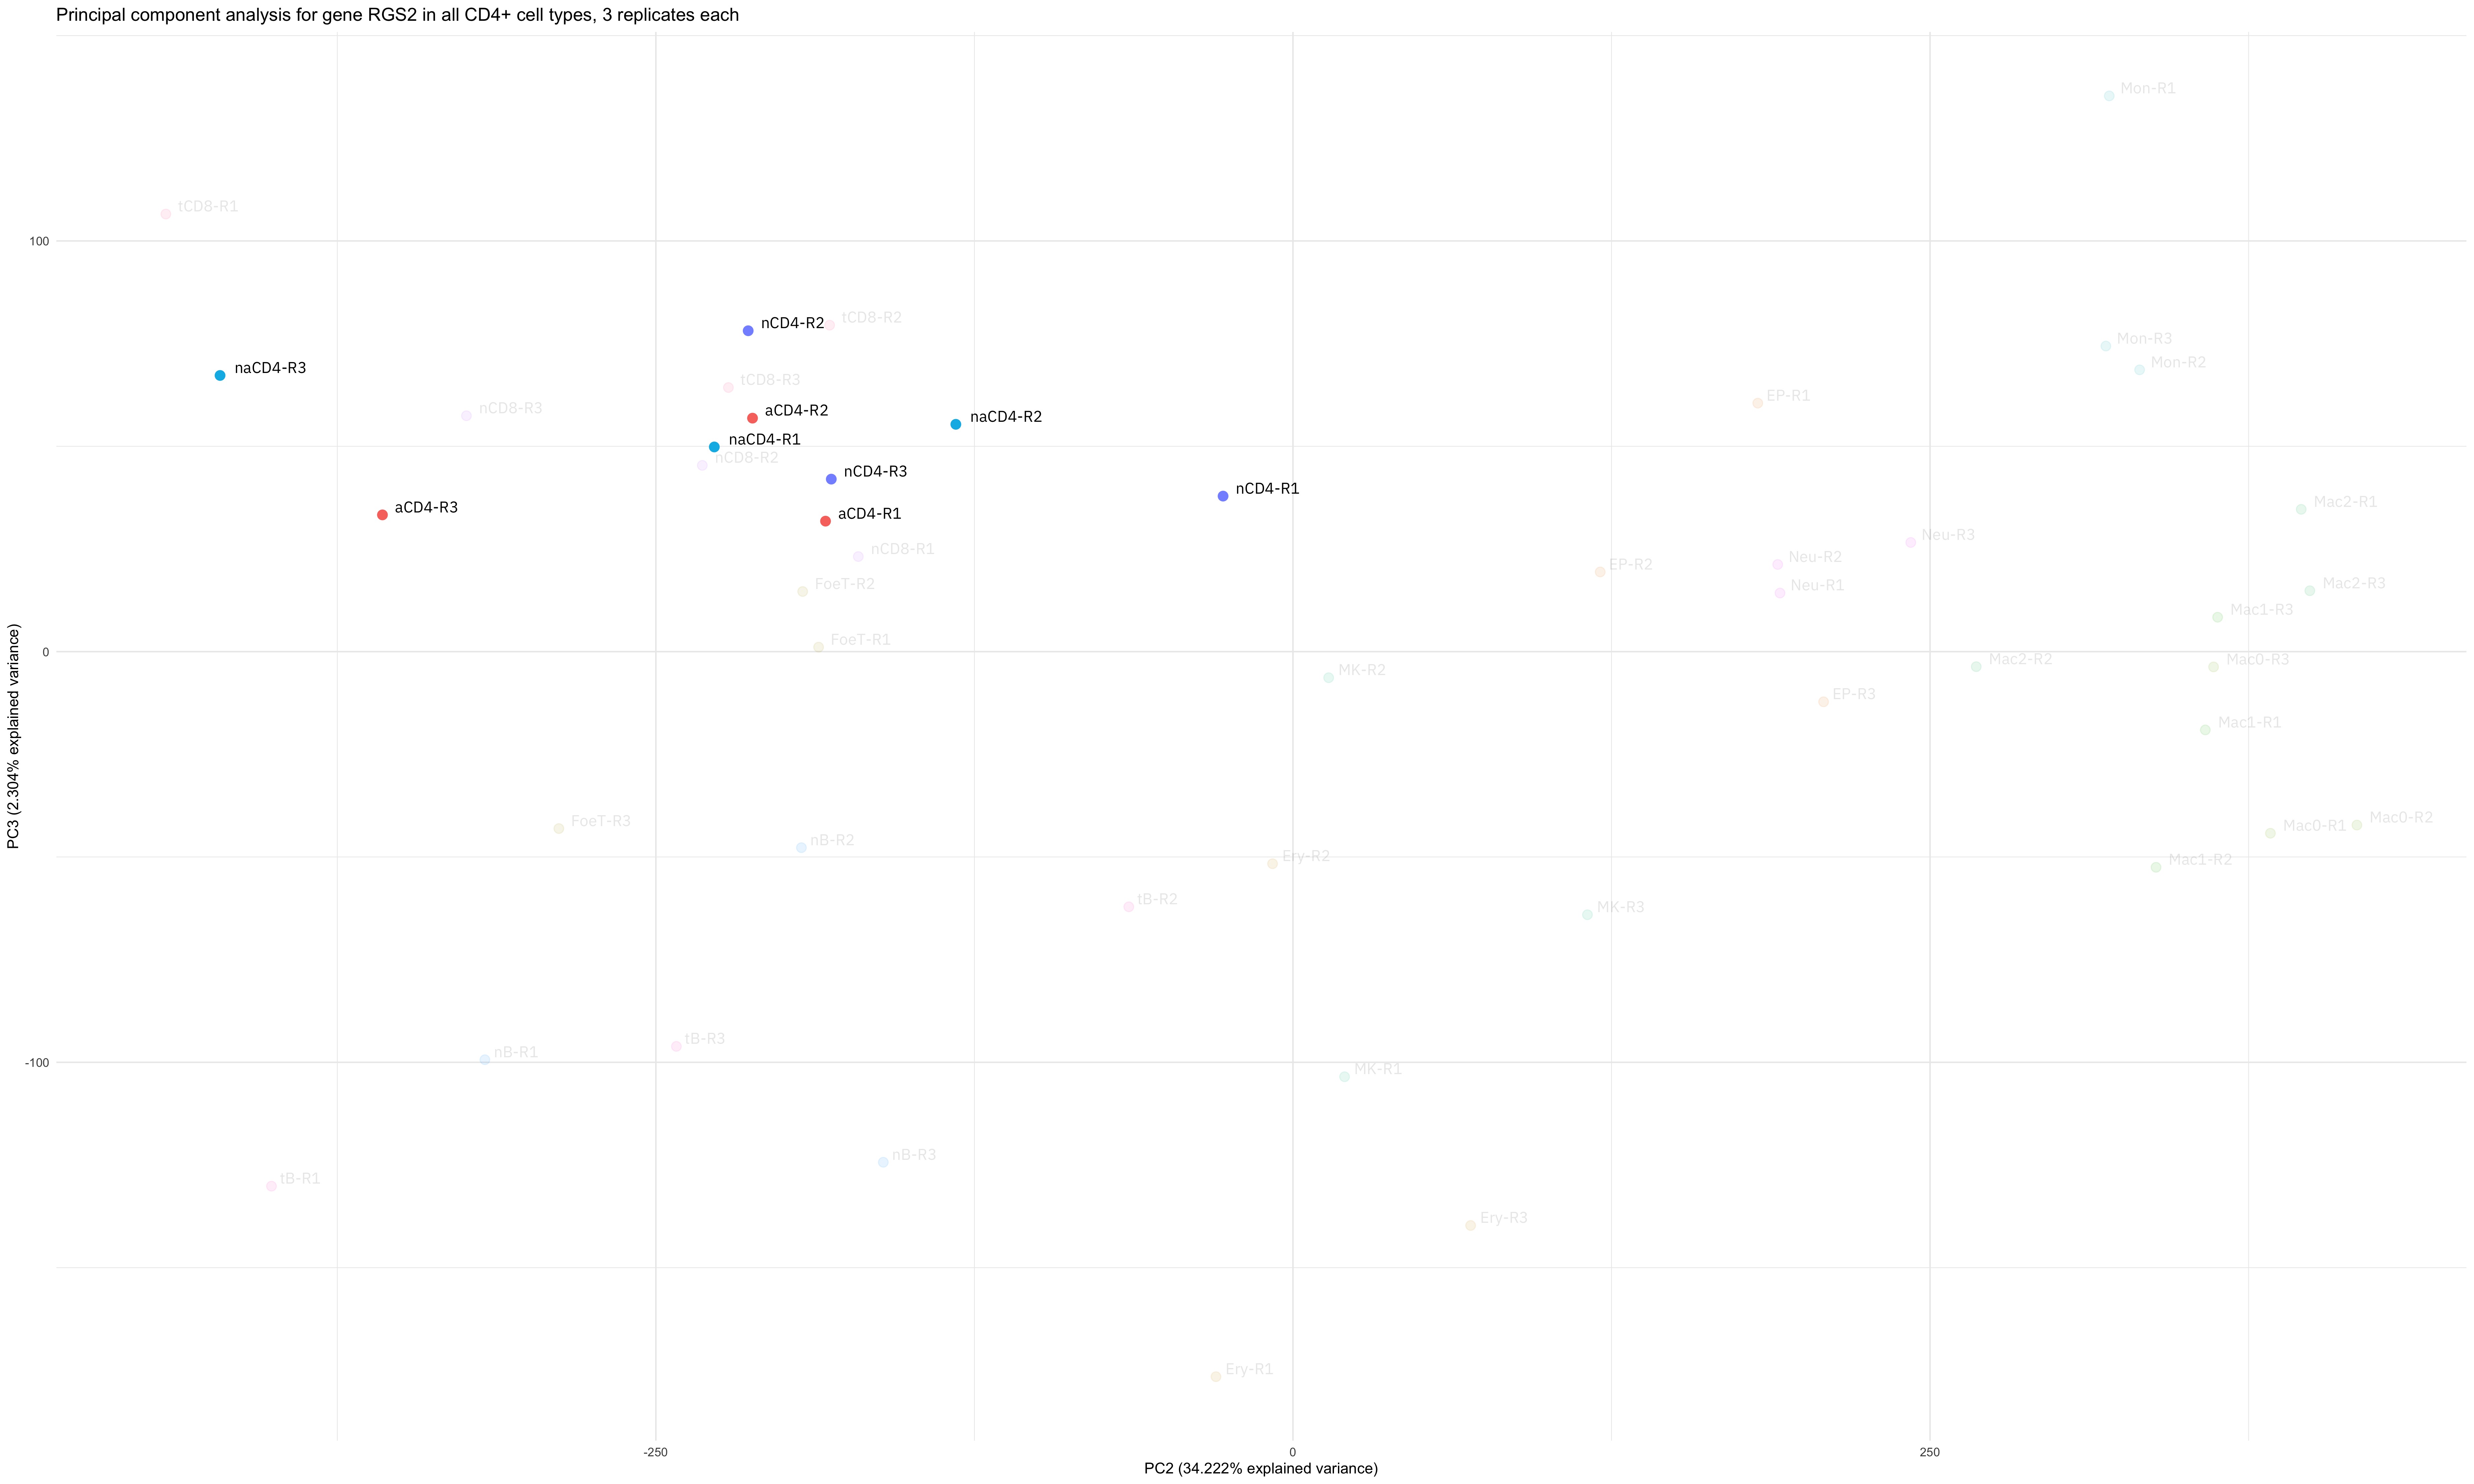 Principal component analysis for gene RGS2 in all CD4+ cell types, 3 replicates each
Mon-R1
tCD8-R1
100
nCD4-R2
tCD8-R2
Mon-R3
Mon-R2
naCD4-R3
tCD8-R3
EP-R1
nCD8-R3
aCD4-R2
naCD4-R2
naCD4-R1
nCD8-R2
nCD4-R3
nCD4-R1
Mac2-R1
aCD4-R3
aCD4-R1
Neu-R3
nCD8-R1
Neu-R2
EP-R2
FoeT-R2
Neu-R1
Mac2-R3
Mac1-R3
FoeT-R1
0
Mac2-R2
Mac0-R3
MK-R2
EP-R3
Mac1-R1
PC3 (2.304% explained variance)
FoeT-R3
Mac0-R2
Mac0-R1
nB-R2
Ery-R2
Mac1-R2
tB-R2
MK-R3
tB-R3
nB-R1
-100
MK-R1
nB-R3
tB-R1
Ery-R3
Ery-R1
-250
0
250
PC2 (34.222% explained variance)